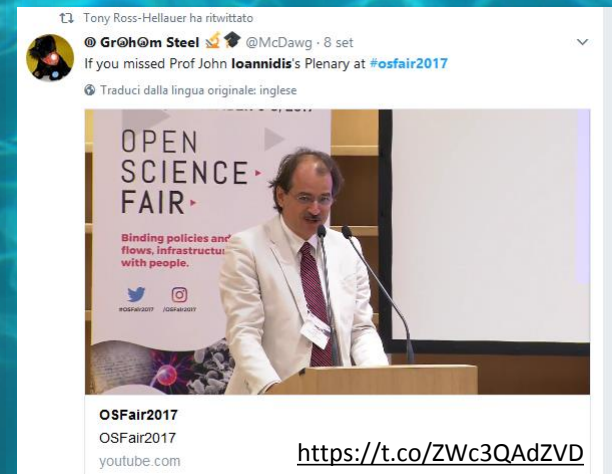 Tony Ross-Hellauer ha ritwittato
Gr@h@m Steel @McDawg · 8 set
If you missed Prof John Ioannidis's Plenary at #osfair2017
Traduci dalla lingua originale: inglese
OPEN
SCIENCE
FAIR
Binding policies and
flows, infrastructu
with people.
#OSFair2017 /OSFair2017
OSFair2017
OSFair2017
youtube.com
https://t.co/ZWc3QAdZVD